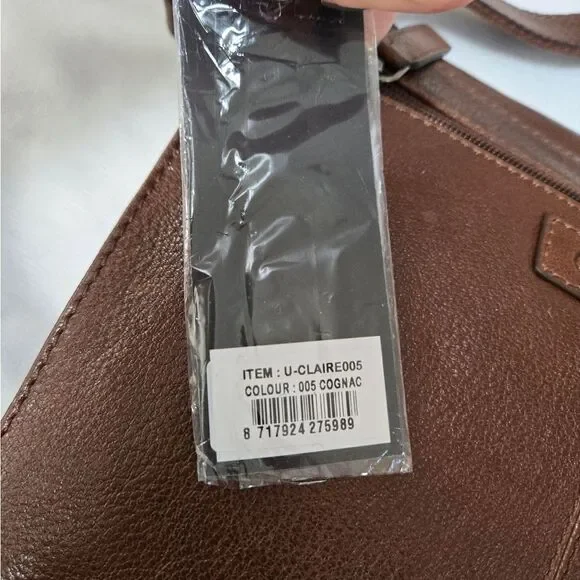 ITEM : U-CLAIRE005
COLOUR : 005 COGNAC
8 717924 275989